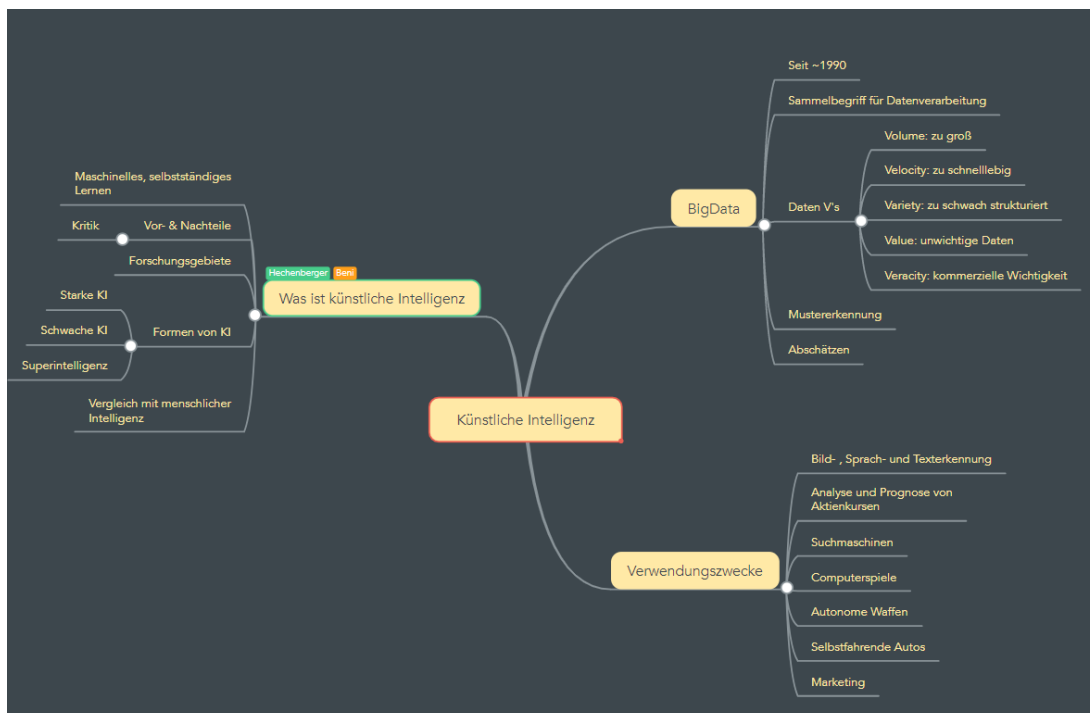 Künstliche Intelligenz
Hechenberger Beni
Was ist künstliche Intelligenz
Maschinelles, selbstständiges
Lernen
Vor- & Nachteile
Kritik
Forschungsgebiete
Formen von KI
Starke KI
Schwache KI
Superintelligenz
Vergleich mit menschlicher
Intelligenz
BigData
Seit ~1990
Sammelbegriff für Datenverarbeitung
Daten V's
Volume: zu groß
Velocity: zu schnelllebig
Variety: zu schwach strukturiert
Value: unwichtige Daten
Veracity: kommerzielle Wichtigkeit
Mustererkennung
Abschätzen
Verwendungszwecke
Bild- , Sprach- und Texterkennung
Analyse und Prognose von
Aktienkursen
Suchmaschinen
Computerspiele
Autonome Waffen
Selbstfahrende Autos
Marketing